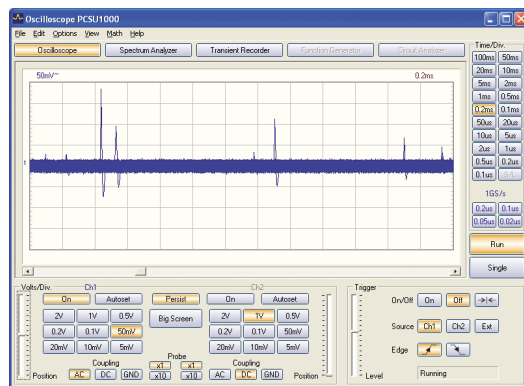 Oscilloscope PCSU1000
File Edit Options View Math Help
Oscilloscope Spectrum Analyzer Transient Recorder Function Generator Circuit Analyzer
50mV~ 0.2ms
1
Time/Div.
100ms 50ms
20ms 10ms
5ms 2ms
1ms 0.5ms
0.2ms 0.1ms
50us 20us
10us 5us
2us 1us
0.5us 0.2us
0.1us
1GS/s
0.2us 0.1us
0.05us 0.02us
Run
Single
Volts/Div. Ch1 Ch2
On Autoset Persist On Autoset
2V 1V 0.5V Big Screen 2V 1V 0.5V
0.2V 0.1V 50mV 0.2V 0.1V 50mV
20mV 10mV 5mV 20mV 10mV 5mV
Coupling Probe Coupling
x1 x1
Position AC DC GND x10 x10 AC DC GND Position
Trigger
On/Off On Off
Source Ch1 Ch2 Ext
Edge
Level Running